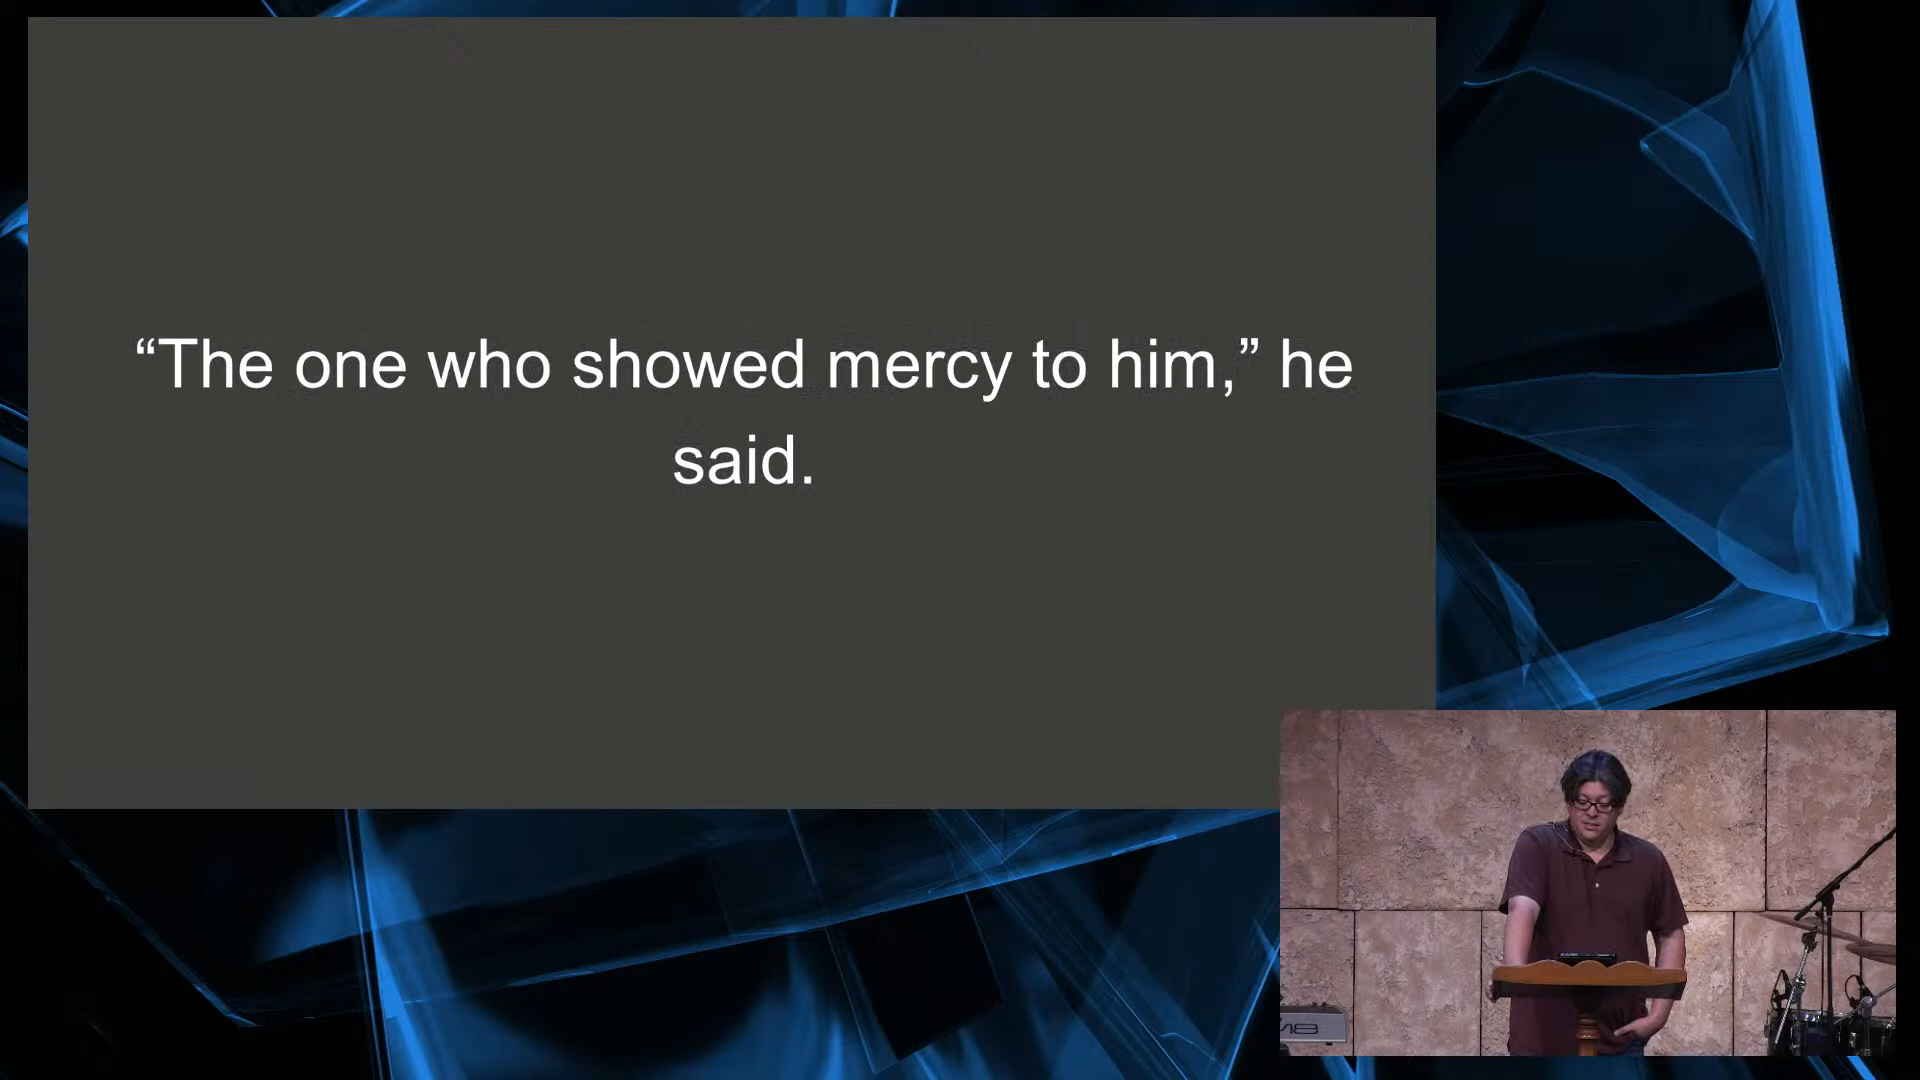 “The one who showed mercy to him,” he
said.